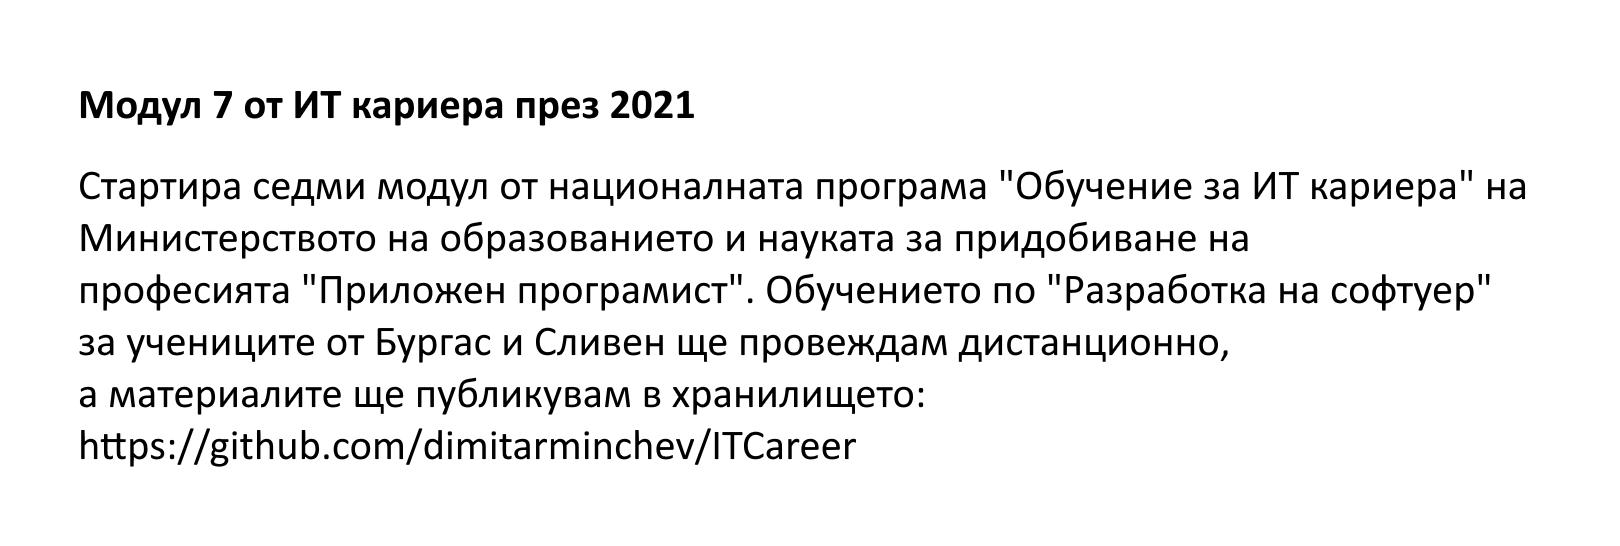 Модул 7 от ИТ кариера през 2021
Стартира седми модул от националната програма "Обучение за ИТ кариера" на
Министерството на образованието и науката за придобиване на
професията "Приложен програмист". Обучението по "Разработка на софтуер"
за учениците от Бургас и Сливен ще провеждам дистанционно,
а материалите ще публикувам в хранилището:
https://github.com/dimitarminchev/ITCareer